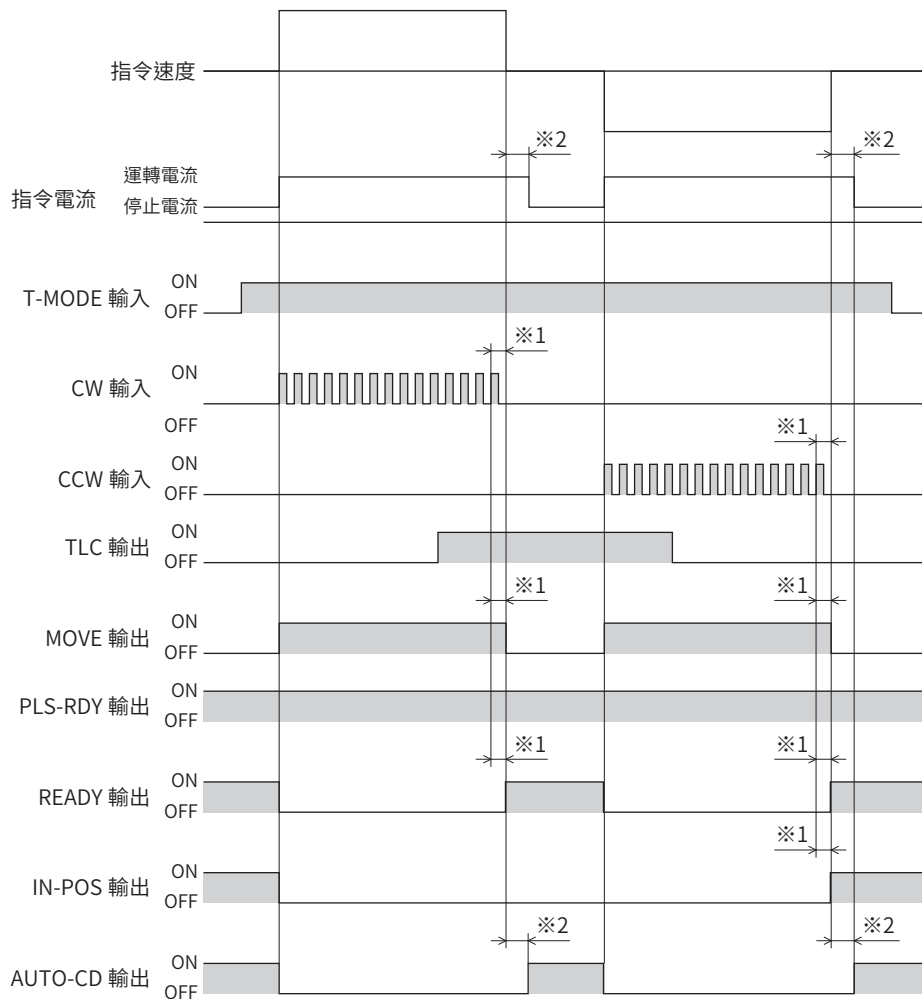 指令速度
※2 ※2
運轉電流
指令電流
停止電流
ON
T-MODE 輸入
OFF
※1
ON
CW 輸入
OFF
※1
ON
CCW 輸入
OFF
ON
TLC 輸出
OFF
※1 ※1
ON
MOVE 輸出
OFF
ON
PLS-RDY 輸出
OFF
※1 ※1
ON
READY 輸出
OFF
※1
ON
IN-POS 輸出
OFF
※2 ※2
ON
AUTO-CD 輸出
OFF